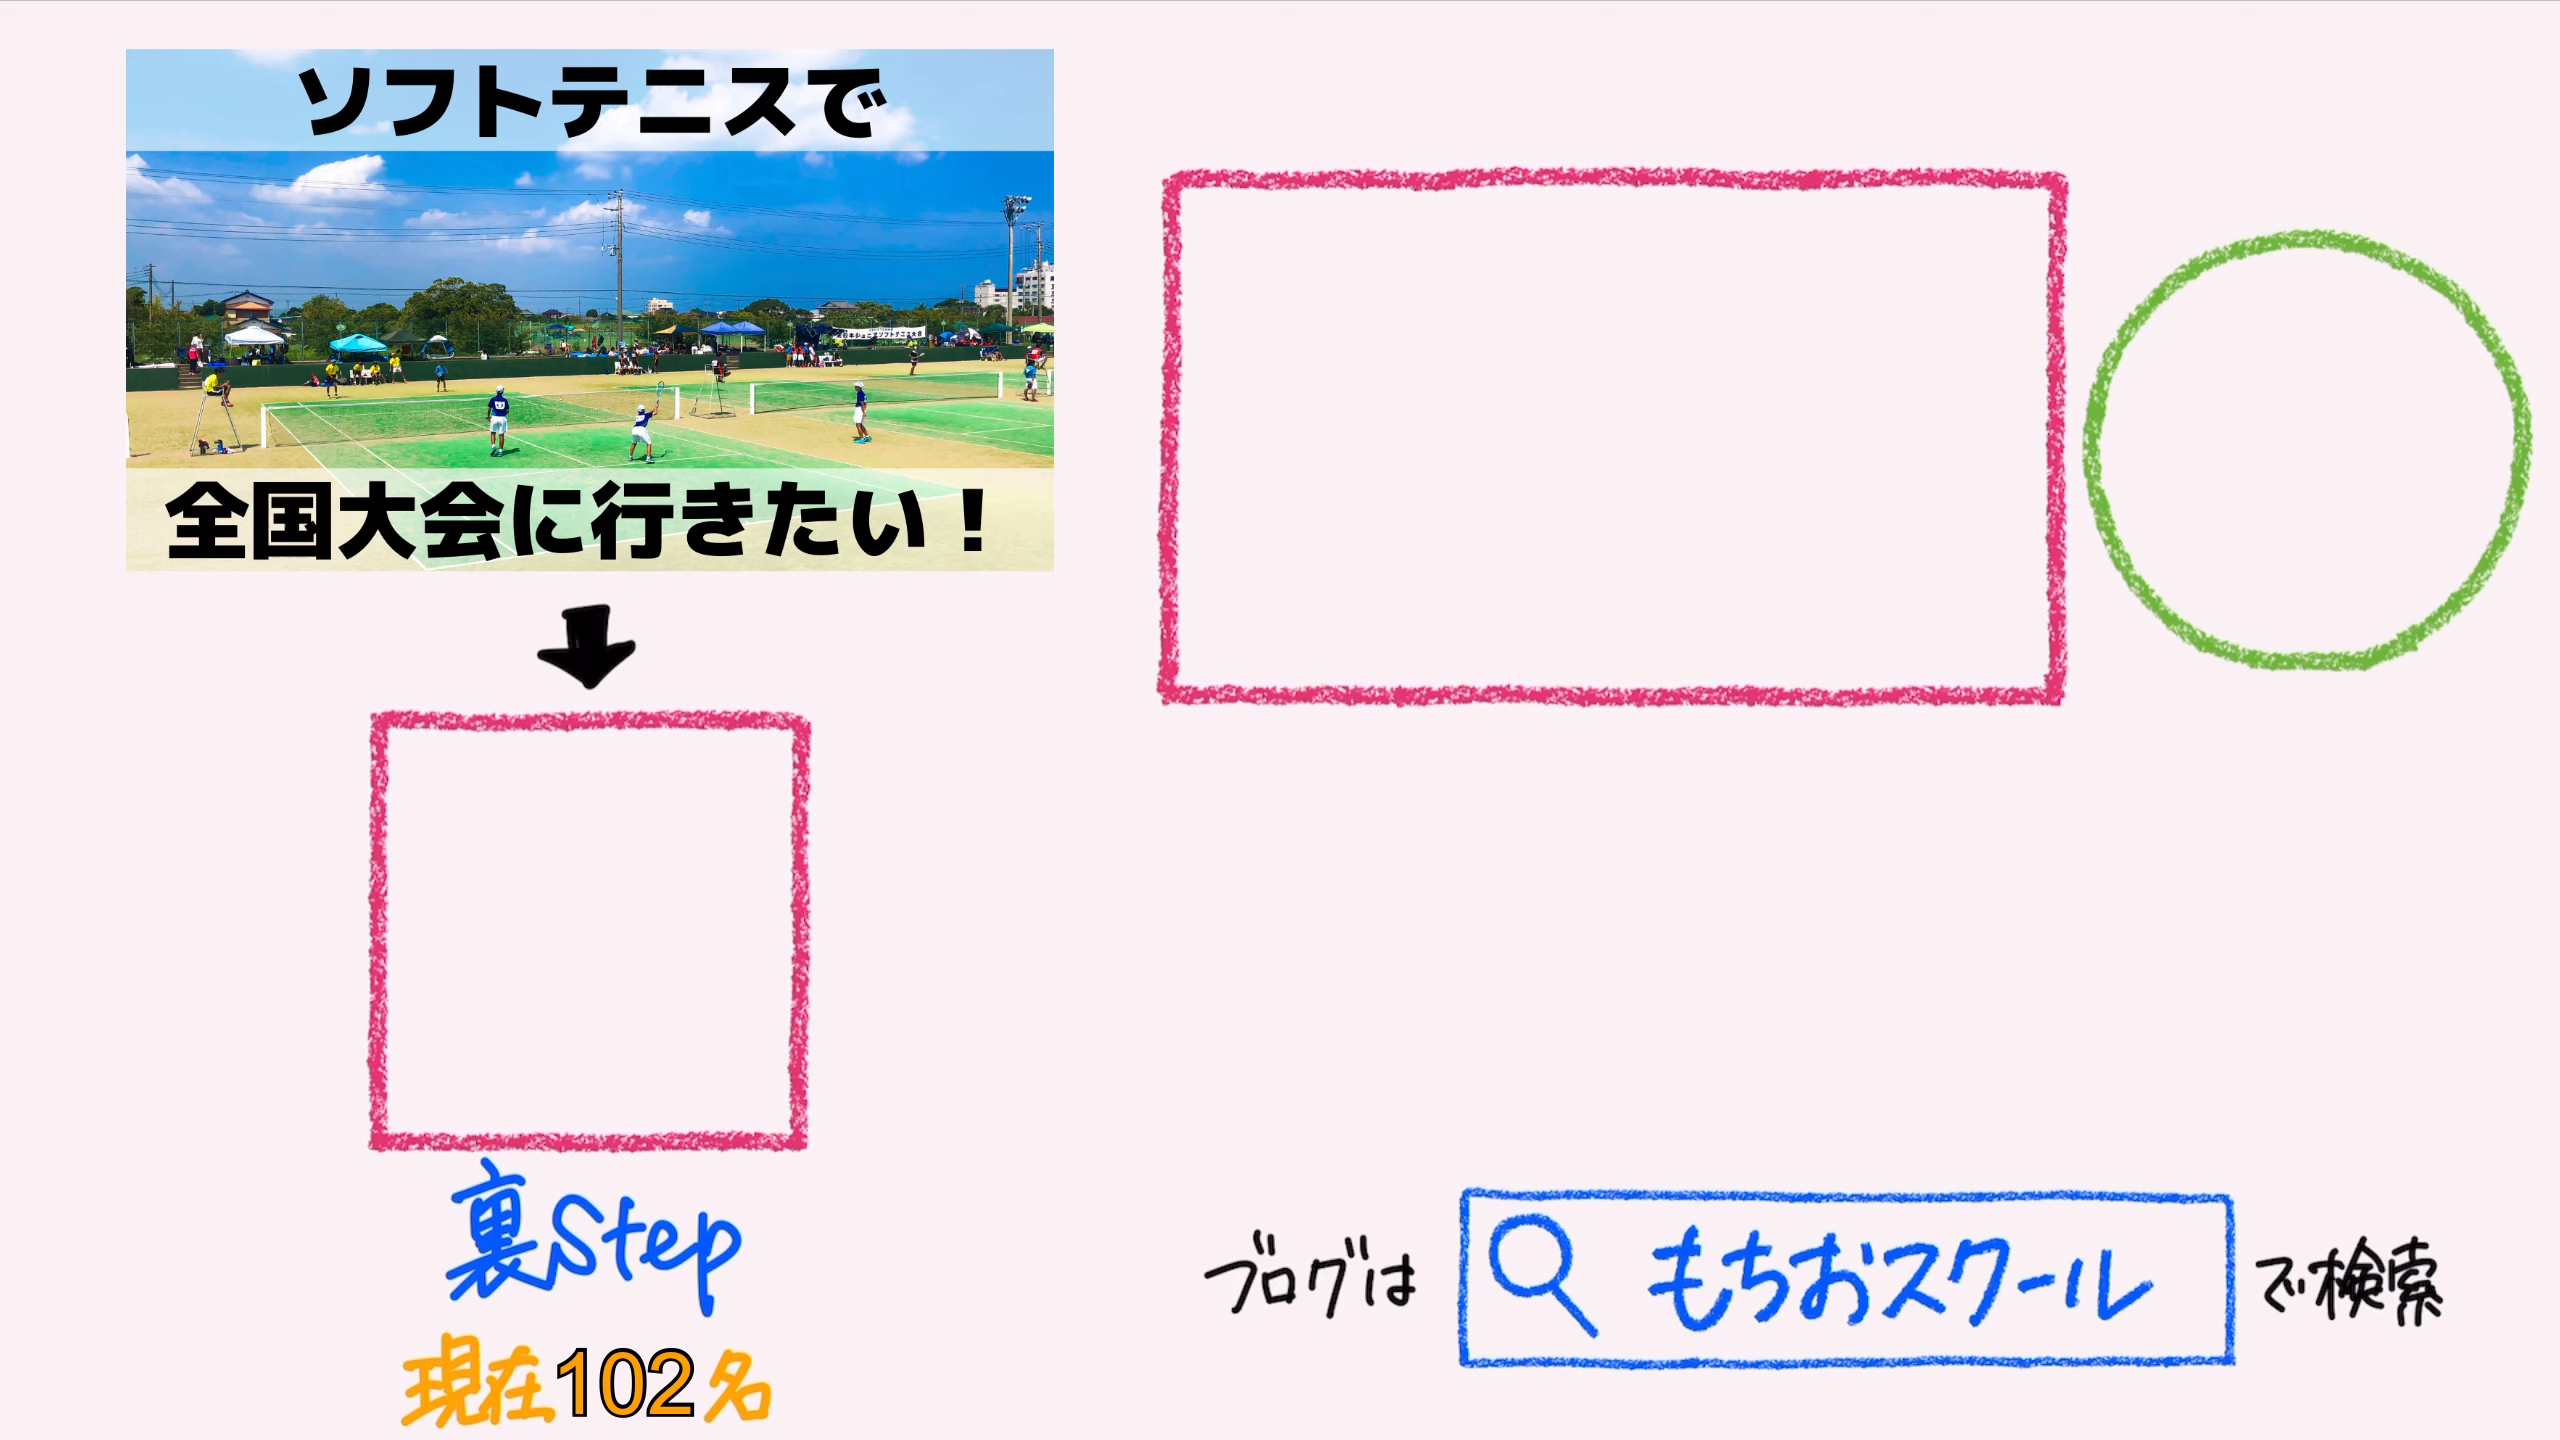 ソフトテニスで
全国大会に行きたい！
裏Step
現在102名
ブログは もちおスクール で検索